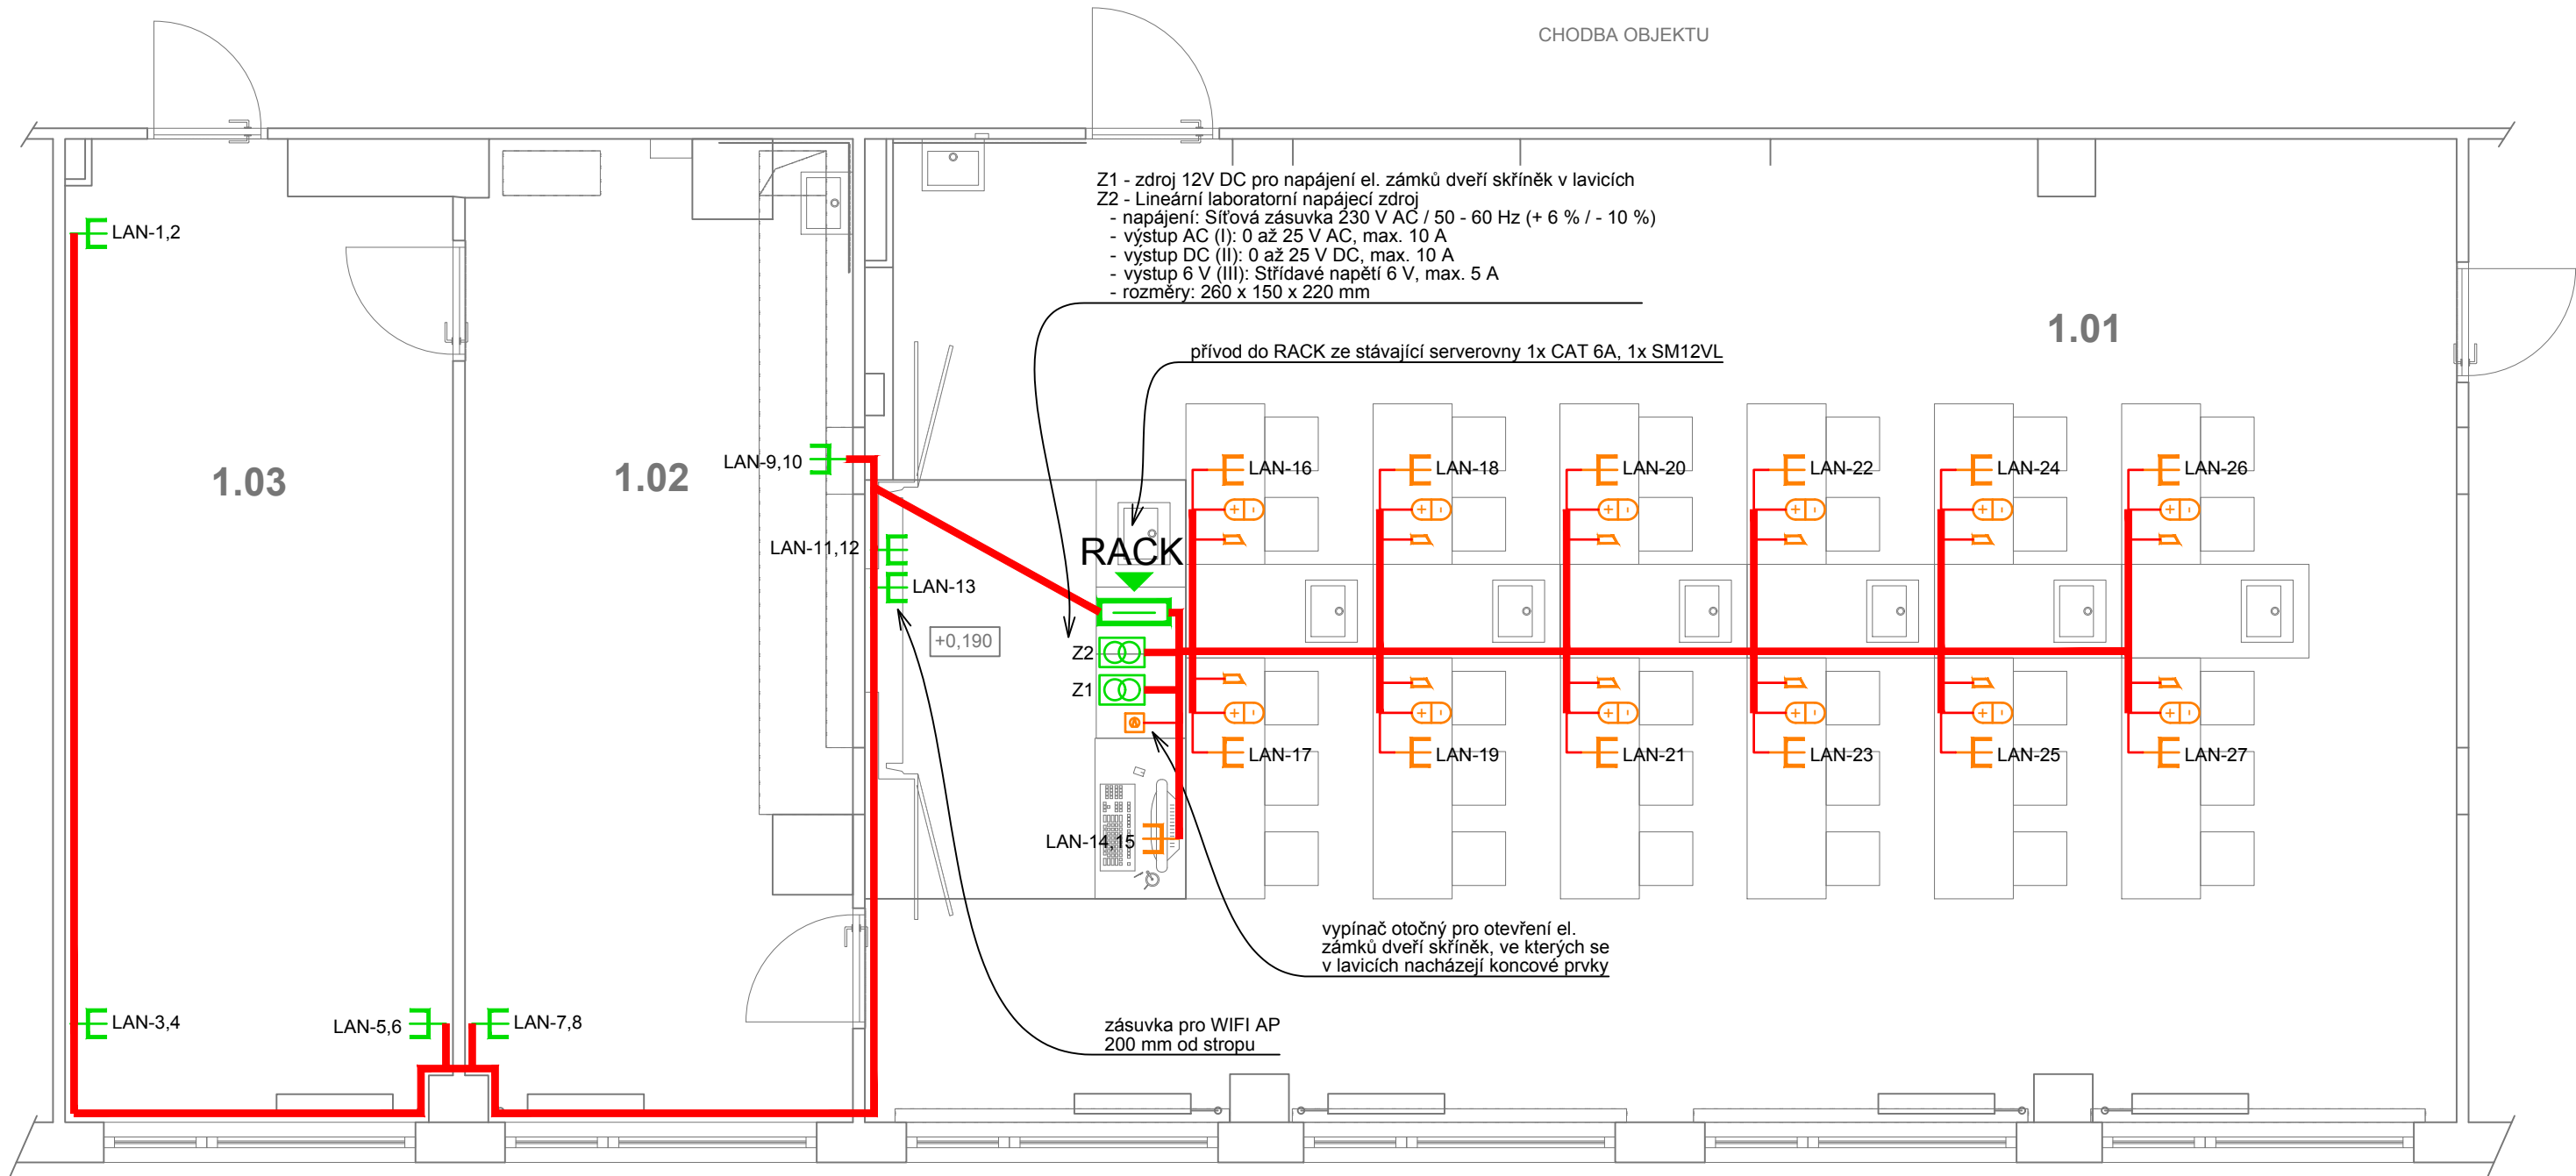 CHODBA OBJEKTU
Z1 - zdroj 12V DC pro napájení el. zámků dveří skříněk v lavicích
Z2 - Lineární laboratorní napájecí zdroj
- napájení: Síťová zásuvka 230 V AC / 50 - 60 Hz (+ 6 % / - 10 %)
- výstup AC (I): 0 až 25 V AC, max. 10 A
- výstup DC (II): 0 až 25 V DC, max. 10 A
- výstup 6 V (III): Střídavé napětí 6 V, max. 5 A
- rozměry: 260 x 150 x 220 mm
LAN-1,2
1.01
přívod do RACK ze stávající serverovny 1x CAT 6A, 1x SM12VL
1.03
1.02
LAN-9,10
LAN-16
LAN-18
LAN-20
LAN-22
LAN-24
LAN-26
LAN-11,12
RACK
LAN-13
+0,190
Z2
Z1
LAN-17
LAN-19
LAN-21
LAN-23
LAN-25
LAN-27
LAN-14,15
vypínač otočný pro otevření el.
zámků dveří skříněk, ve kterých se
v lavicích nacházejí koncové prvky
LAN-3,4
LAN-5,6
LAN-7,8
zásuvka pro WIFI AP
200 mm od stropu